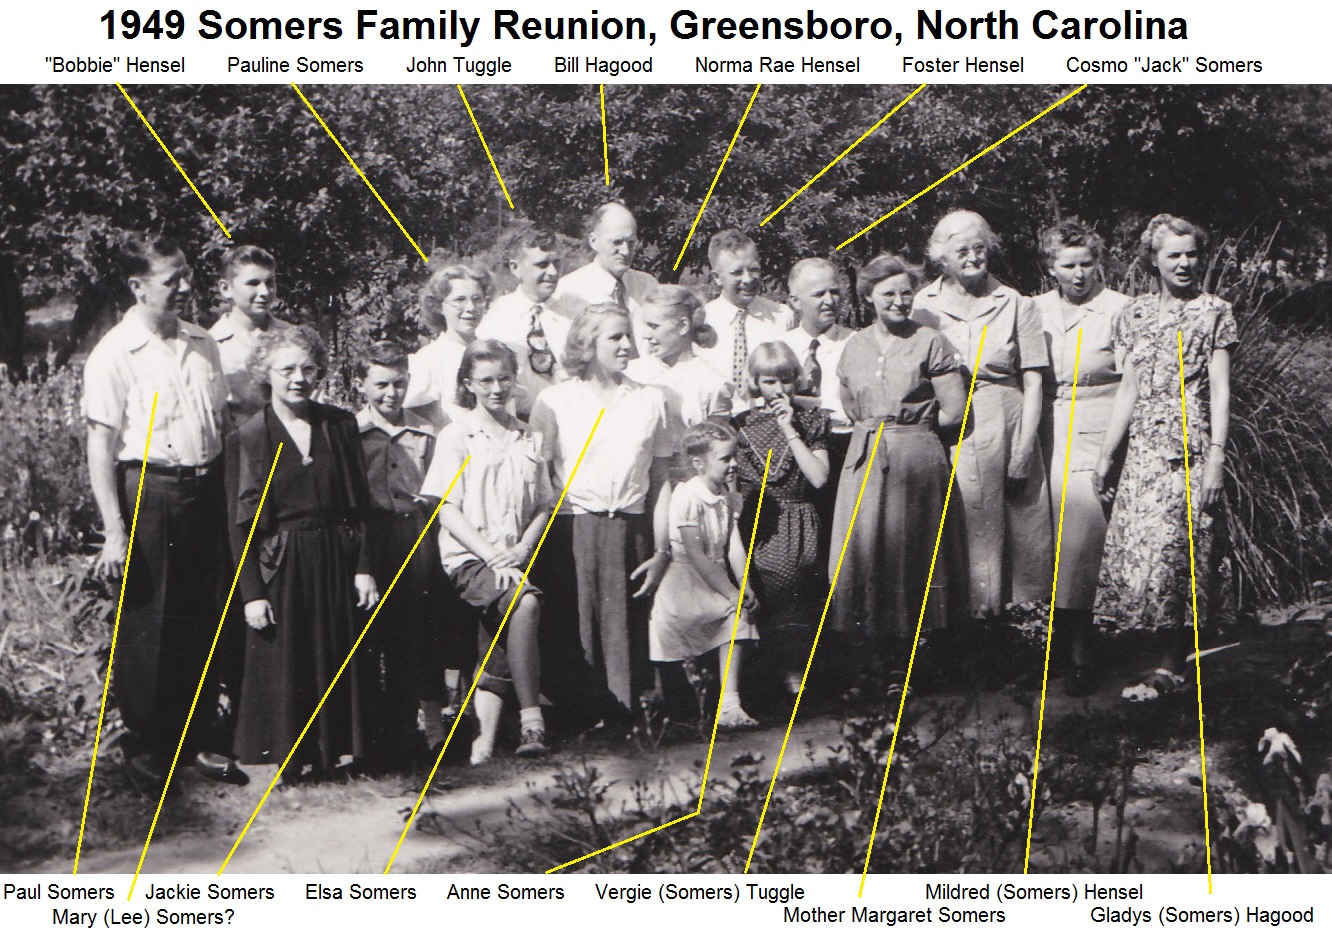 1949 Somers Family Reunion, Greensboro, North Carolina
"Bobbie" Hensel Pauline Somers John Tuggle Bill Hagood Norma Rae Hensel Foster Hensel Cosmo "Jack" Somers
Paul Somers Jackie Somers Elsa Somers Anne Somers Vergie (Somers) Tuggle Mildred (Somers) Hensel
Mary (Lee) Somers? Mother Margaret Somers Gladys (Somers) Hagood